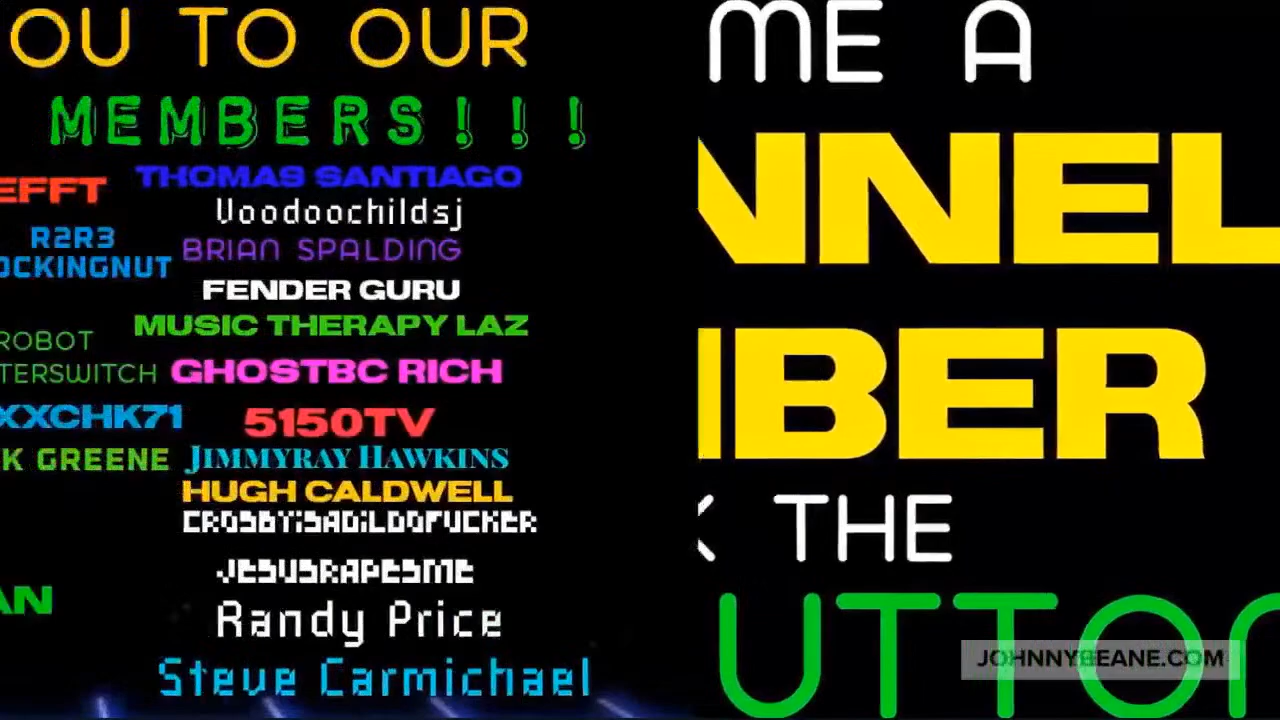 OU TO OUR
MEMBERS!!!
EFFT
THOMAS SANTIAGO
Voodoochildsj
R2R3
OCKINGNUT
BRIAN SPALDING
FENDER GURU
MUSIC THERAPY LAZ
ROBOT
TERSWITCH
GHOSTBC RICH
XXCHK71
5150TV
K GREENE
JIMMYRAY HAWKINS
HUGH CALDWELL
CROSBYISADILDOFUCKER
JESUSRAPESME
AN
Randy Price
Steve Carmichael
ME A
NNEL
MBER
K THE
UTTON
JOHNNYBEANE.COM